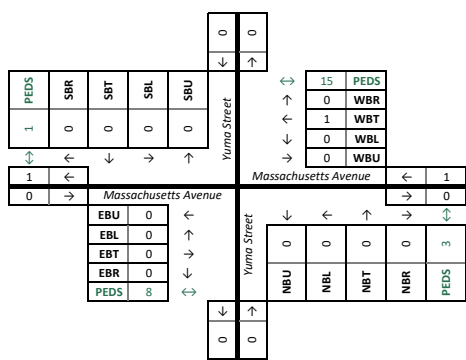 0 0
↓ ↑
PEDS SBR SBT SBL SBU
1 0 0 0 0
↕ ← ↓ → ↑
Yuma Street
↔ 15 PEDS
↑ 0 WBR
← 1 WBT
↓ 0 WBL
→ 0 WBU
1 ←
Massachusetts Avenue
← 1
0 →
Massachusetts Avenue
→ 0
EBU 0 ←
EBL 0 ↑
EBT 0 →
EBR 0 ↓
PEDS 8 ↔
Yuma Street
↓ ← ↑ → ↕
0 0 0 0 3
NBU NBL NBT NBR PEDS
↓ ↑
0 0